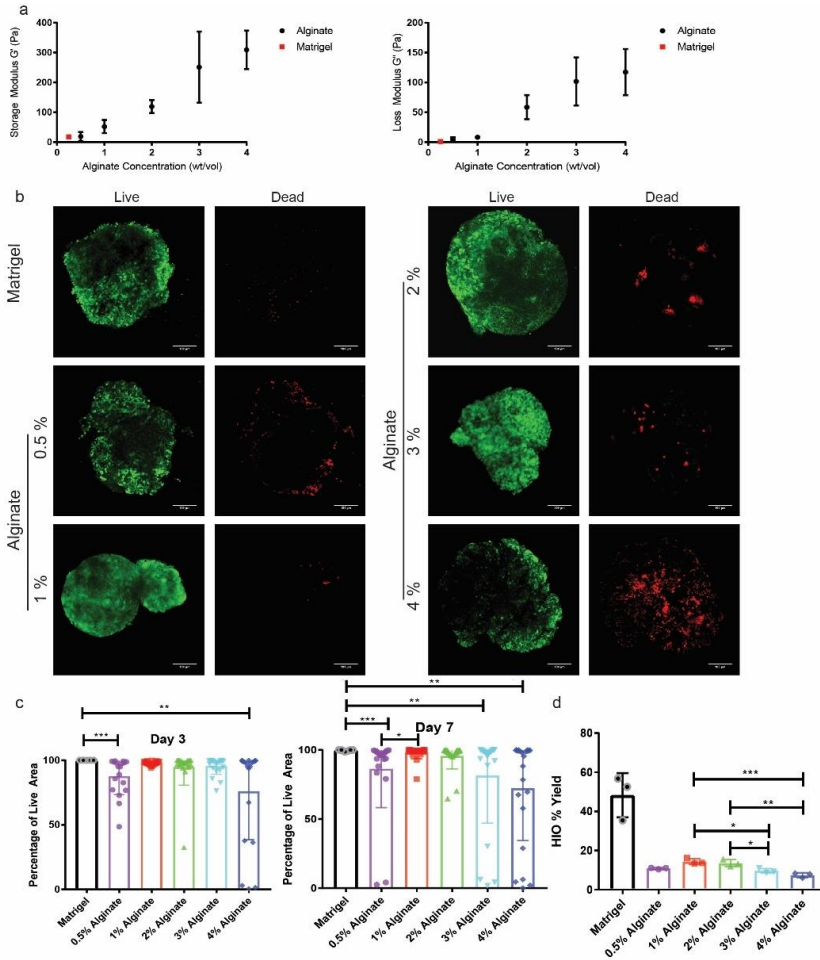 a
Storage Modulus G' (Pa)
400
300
200
100
0
0
1
2
3
4
Alginate Concentration (wt/vol)
Alginate
Matrigel
Loss Modulus G" (Pa)
200
150
100
50
0
0
1
2
3
4
Alginate Concentration (wt/vol)
Alginate
Matrigel
b
Live
Dead
Live
Dead
Matrigel
Alginate
0.5 %
1 %
Alginate
2 %
3 %
4 %
c
Day 3
**
***
Percentage of Live Area
100
50
0
Matrigel
0.5% Alginate
1% Alginate
2% Alginate
3% Alginate
4% Alginate
Day 7
**
**
***
*
Percentage of Live Area
100
50
0
Matrigel
0.5% Alginate
1% Alginate
2% Alginate
3% Alginate
4% Alginate
d
***
**
*
*
HIO % Yield
80
60
40
20
0
Matrigel
0.5% Alginate
1% Alginate
2% Alginate
3% Alginate
4% Alginate